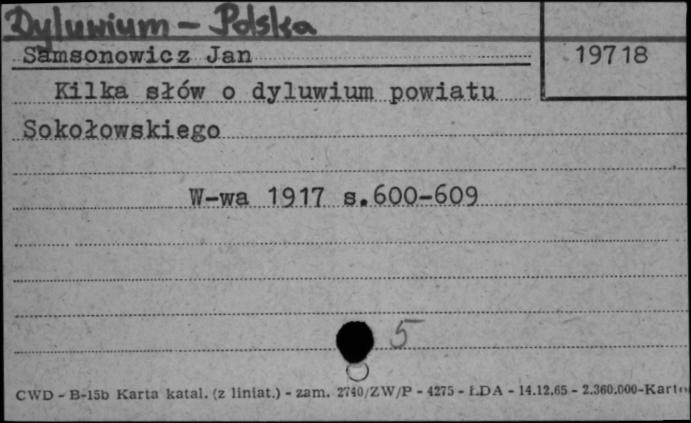 Dyluwium - Polska
Samsonowicz Jan
19718
Kilka słów o dyluwium powiatu
Sokołowskiego
W-wa 1917 s.600-609
5
CWD - B-15b Karta katal. (z liniat.) - zam. 2740/ZW/P - 4275 - ŁDA - 14.12.65 - 2.360.000-Karto